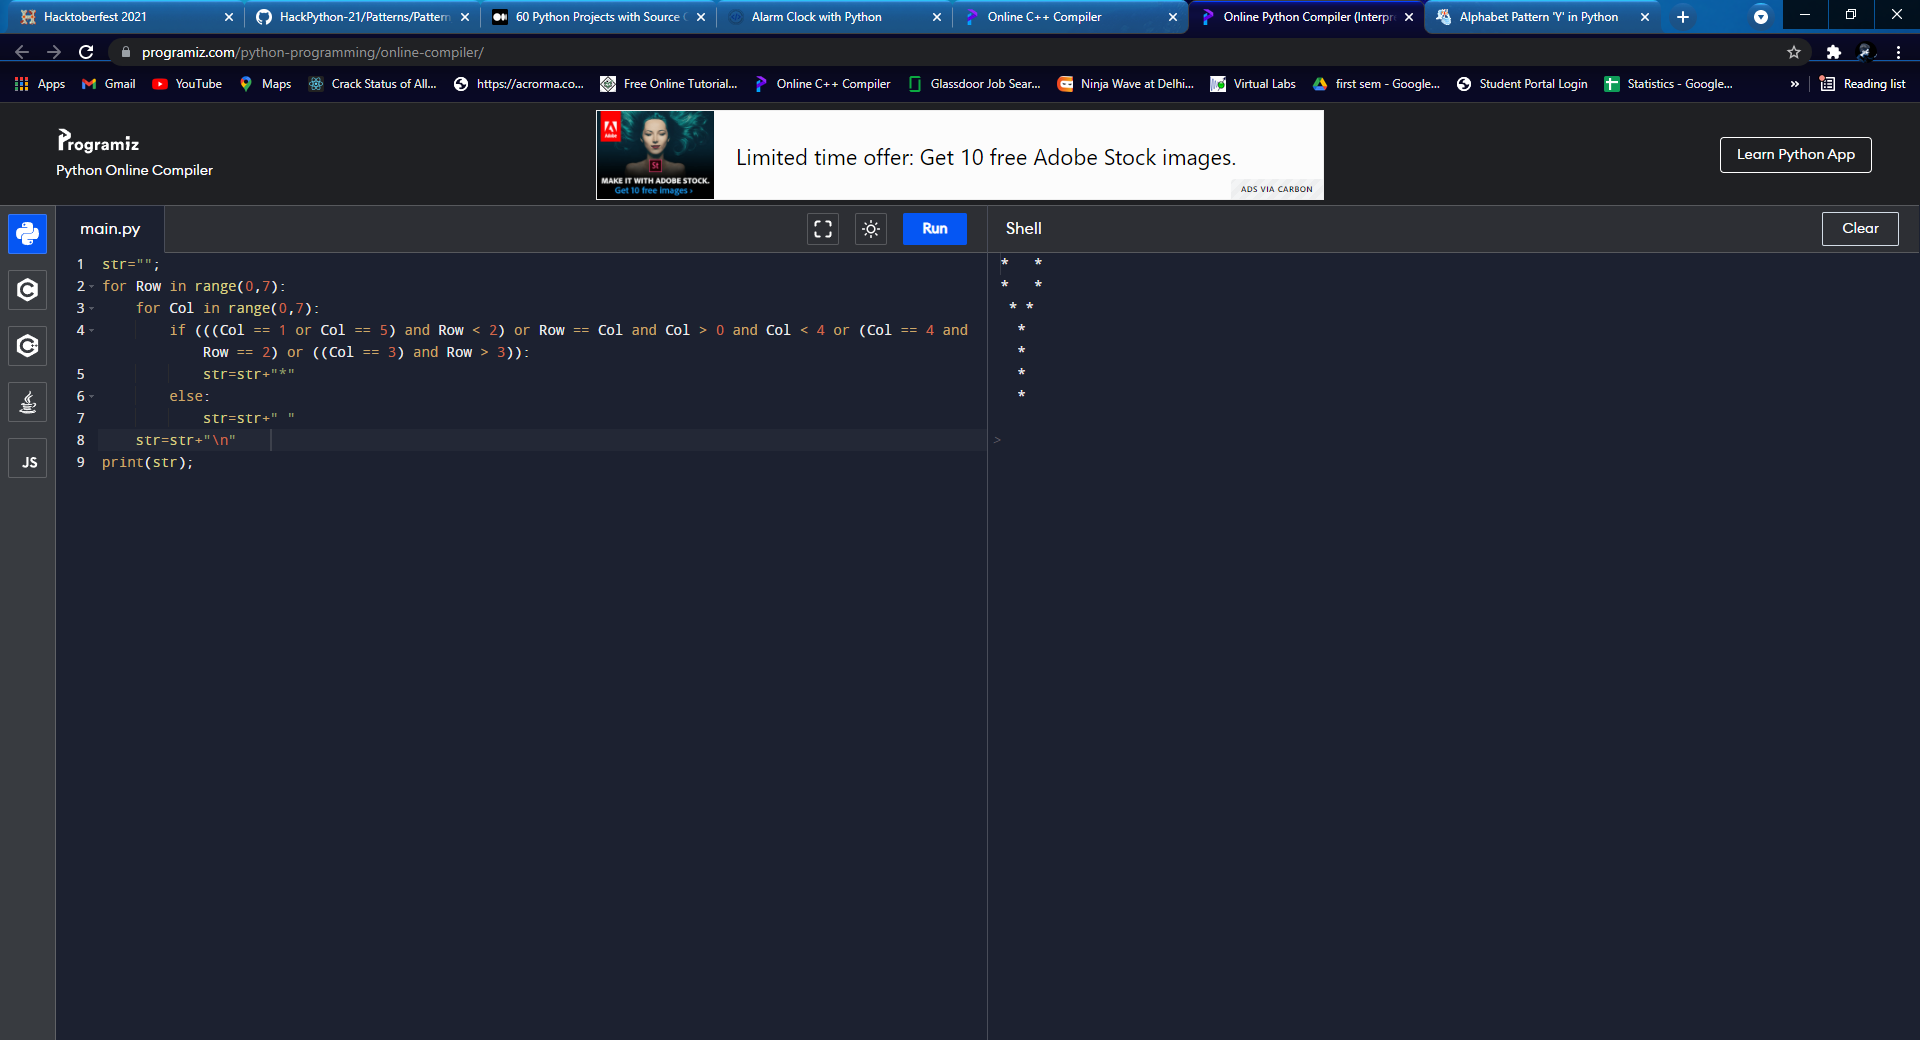 Hacktoberfest 2021
HackPython-21/Patterns/Pattern
60 Python Projects with Source C
Alarm Clock with Python
Online C++ Compiler
Online Python Compiler (Interpre
Alphabet Pattern 'Y' in Python
programiz.com/python-programming/online-compiler/
Apps
Gmail
YouTube
Maps
Crack Status of All...
https://acrorma.co...
Free Online Tutorial...
Online C++ Compiler
Glassdoor Job Sear...
Ninja Wave at Delhi...
Virtual Labs
first sem - Google...
Student Portal Login
Statistics - Google...
»
Reading list
Programiz
Python Online Compiler
Adobe
St
MAKE IT WITH ADOBE STOCK.
Get 10 free images ›
Limited time offer: Get 10 free Adobe Stock images.
ADS VIA CARBON
Learn Python App
main.py
Run
Shell
Clear
C
C++
JS
1 str="";
2 for Row in range(0,7):
3     for Col in range(0,7):
4         if (((Col == 1 or Col == 5) and Row < 2) or Row == Col and Col > 0 and Col < 4 or (Col == 4 and
            Row == 2) or ((Col == 3) and Row > 3)):
5             str=str+"*"
6         else:
7             str=str+" "
8     str=str+"\n"
9 print(str);
 *   *
 *   *
  * *
   *
   *
   *
   *
>